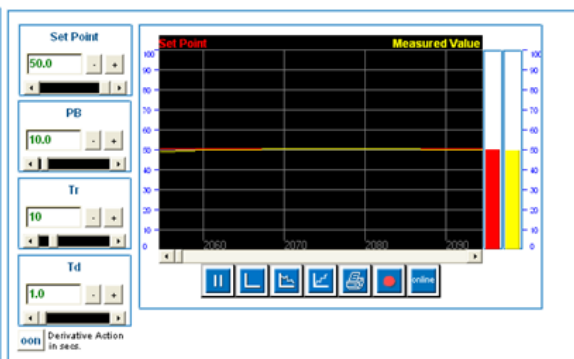 Set Point
50.0
- +
PB
10.0
- +
Tr
10
- +
Td
1.0
- +
oon Derivative Action
in secs.
Set Point Measured Value
100 100
90 90
80 80
70 70
60 60
50 50
40 40
30 30
20 20
10 10
0 0
2060 2070 2080 2090
online